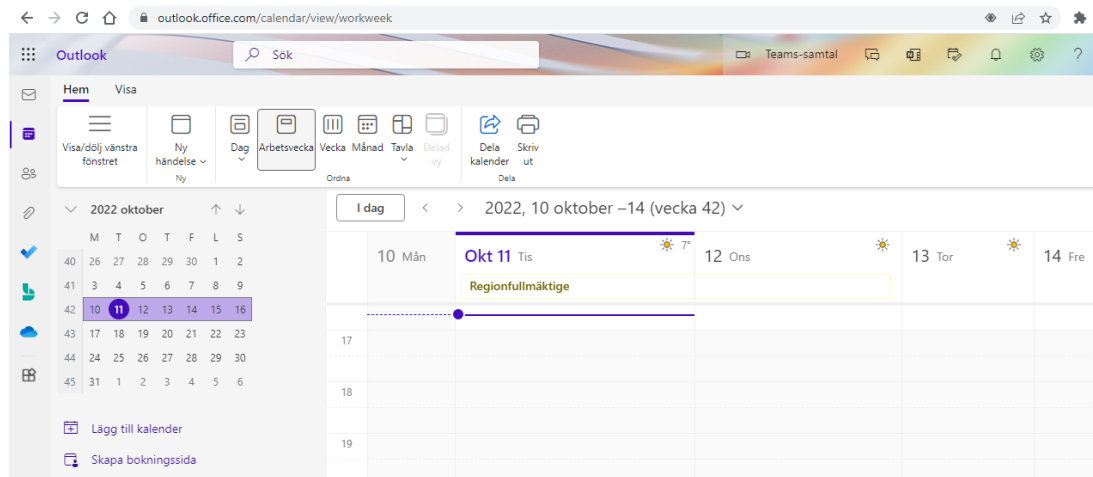 outlook.office.com/calendar/view/workweek
Outlook
Sök
Teams-samtal
?
Hem Visa
Visa/dölj vänstra fönstret
Ny händelse
Ny
Dag
Arbetsvecka
Vecka
Månad
Tavla
Delad vy
Ordna
Dela kalender
Skriv ut
Dela
2022 oktober
M T O T F L S
40 26 27 28 29 30 1 2
41 3 4 5 6 7 8 9
42 10 11 12 13 14 15 16
43 17 18 19 20 21 22 23
44 24 25 26 27 28 29 30
45 31 1 2 3 4 5 6
Lägg till kalender
Skapa bokningssida
I dag
2022, 10 oktober –14 (vecka 42)
10 Mån
Okt 11 Tis
7°
12 Ons
13 Tor
14 Fre
Regionfullmäktige
17
18
19